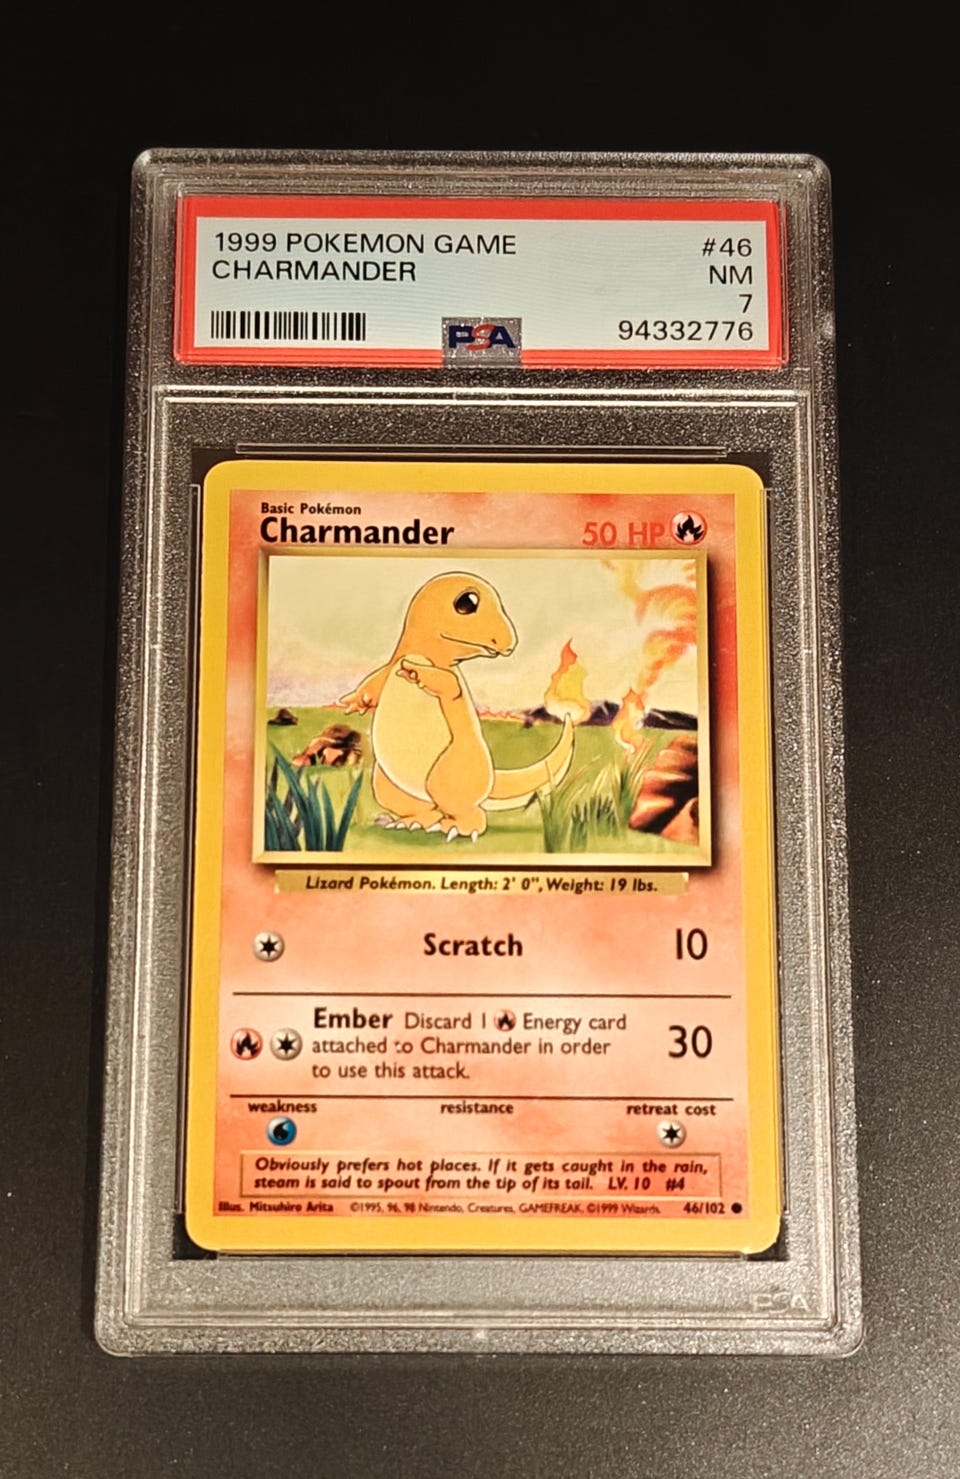 1999 POKEMON GAME #46
CHARMANDER NM
7
94332776
PSA
Basic Pokémon
Charmander 50 HP
Lizard Pokémon. Length: 2' 0", Weight: 19 lbs.
Scratch 10
Ember Discard 1 Energy card
attached to Charmander in order
to use this attack.
30
weakness resistance retreat cost
Obviously prefers hot places. If it gets caught in the rain,
steam is said to spout from the tip of its tail. LV. 10 #4
Illus. Mitsuhiro Arita ©1995, 96, 98 Nintendo, Creatures, GAMEFREAK, ©1999 Wizards. 46/102
PSA